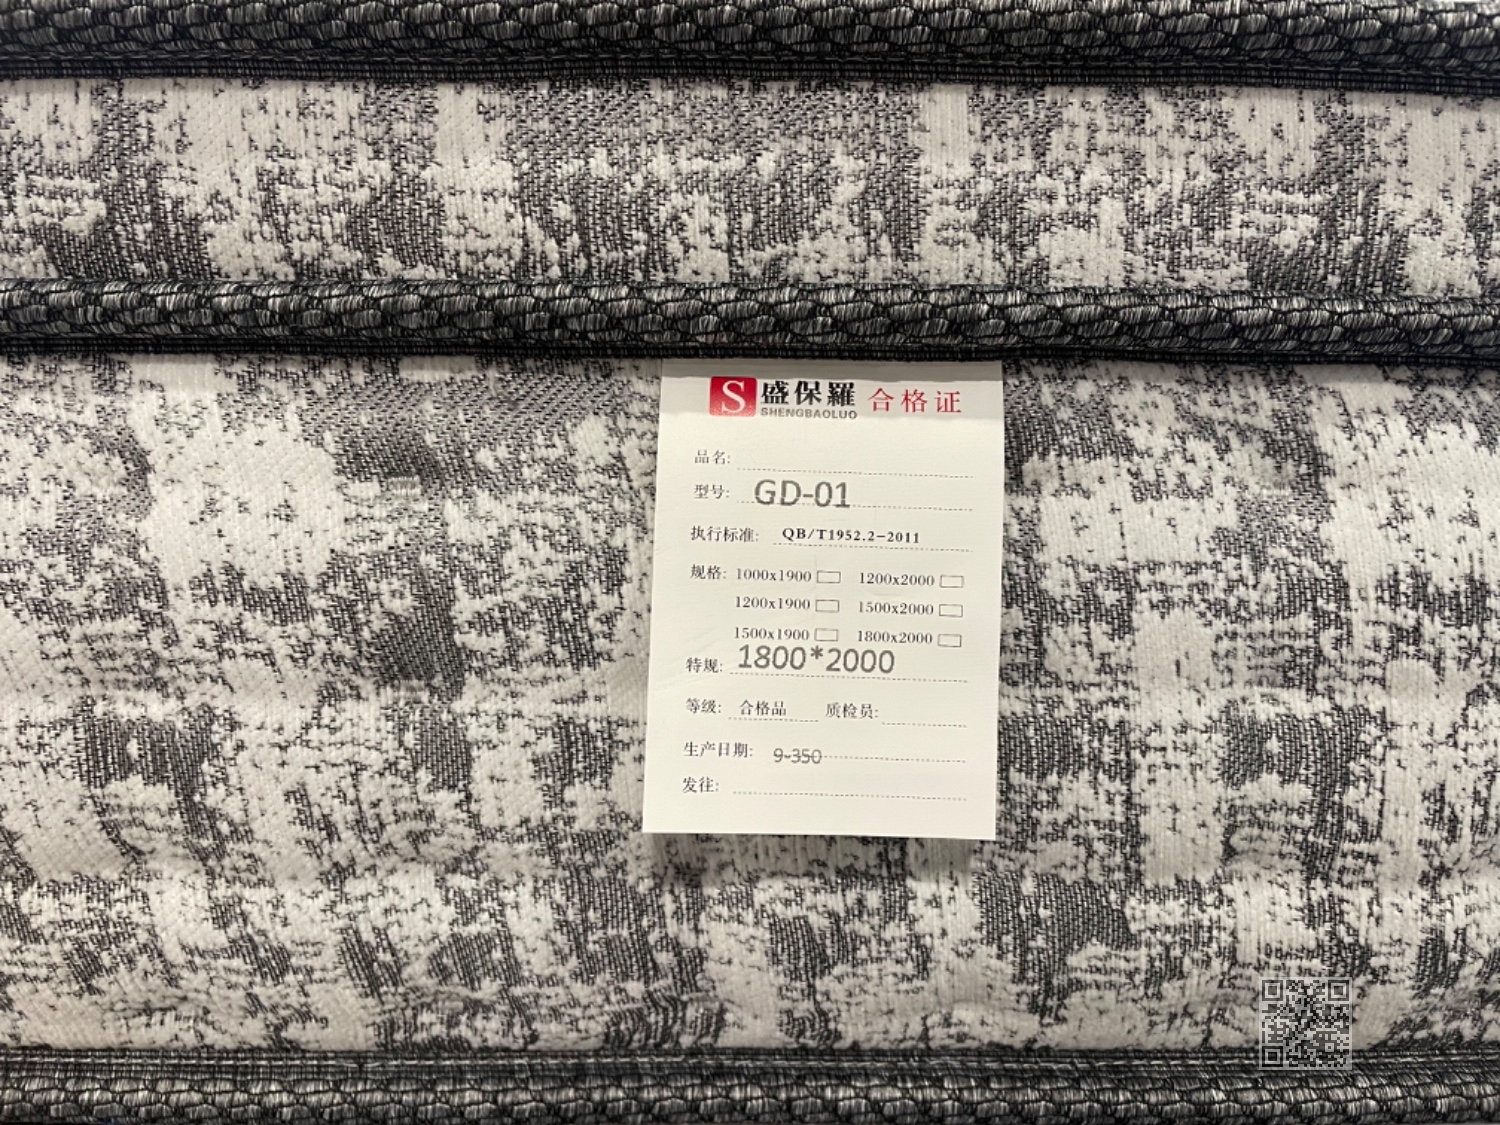 S 盛保羅 合格证
SHENGBAOLUO
品名:
型号: GD-01
执行标准: QB/T1952.2-2011
规格: 1000x1900 1200x2000
1200x1900 1500x2000
1500x1900 1800x2000
特规: 1800*2000
等级: 合格品 质检员:
生产日期: 9-350
发往: